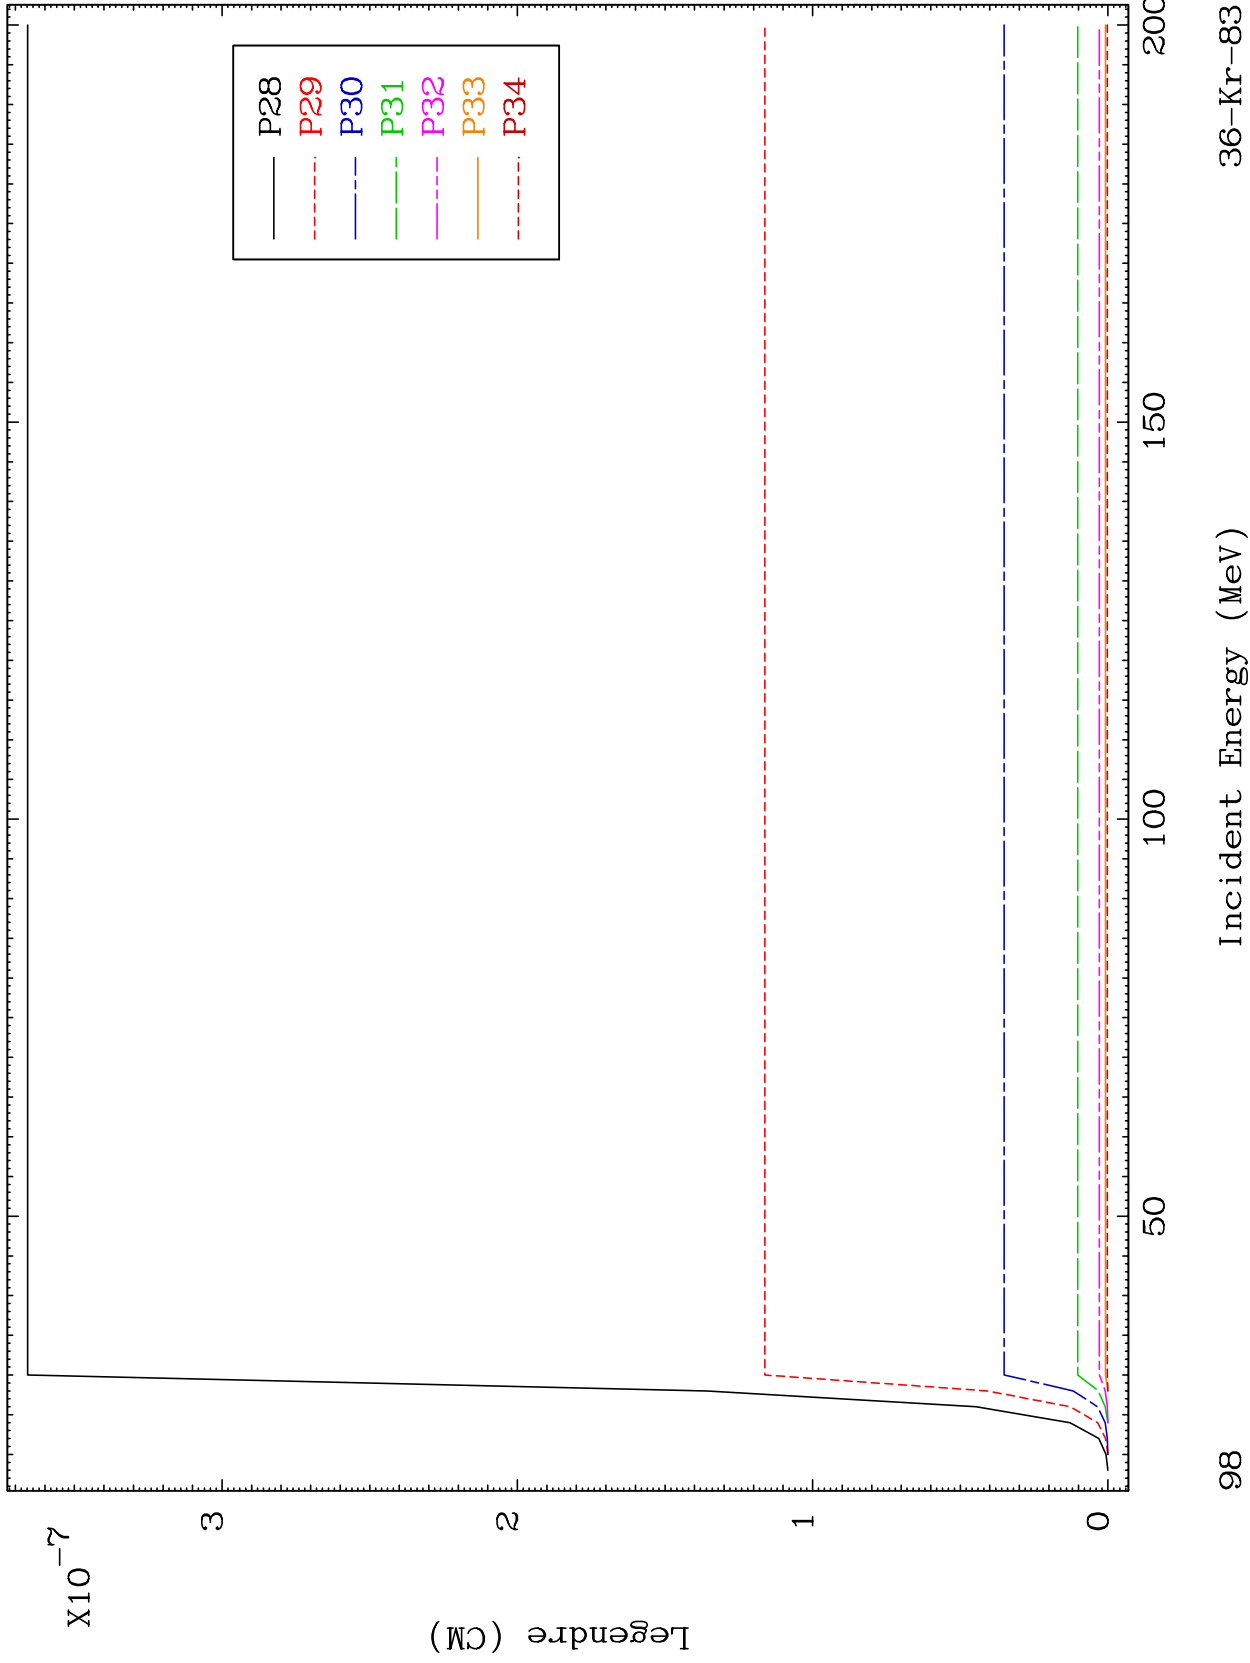 X10-7
Legendre (CM)
3
2
1
0
P28
P29
P30
P31
P32
P33
P34
50
100
150
200
98
Incident Energy (MeV)
36-Kr-83